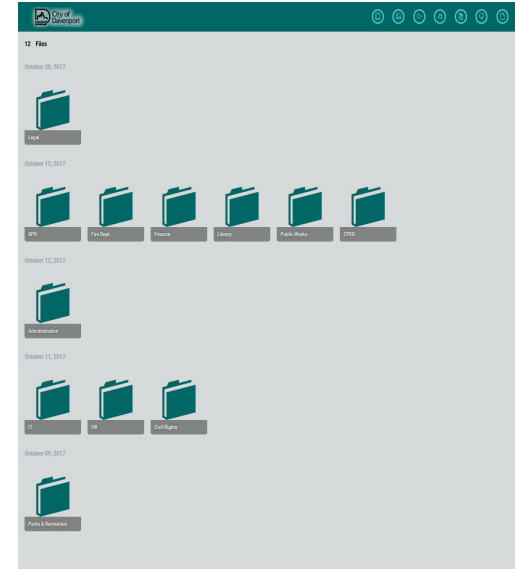 City of
Davenport
12 Files
October 20, 2017
Legal
October 13, 2017
DPD Fire Dept Finance Library Public Works CPED
October 12, 2017
Administration
October 11, 2017
IT HR Civil Rights
October 09, 2017
Parks & Recreation